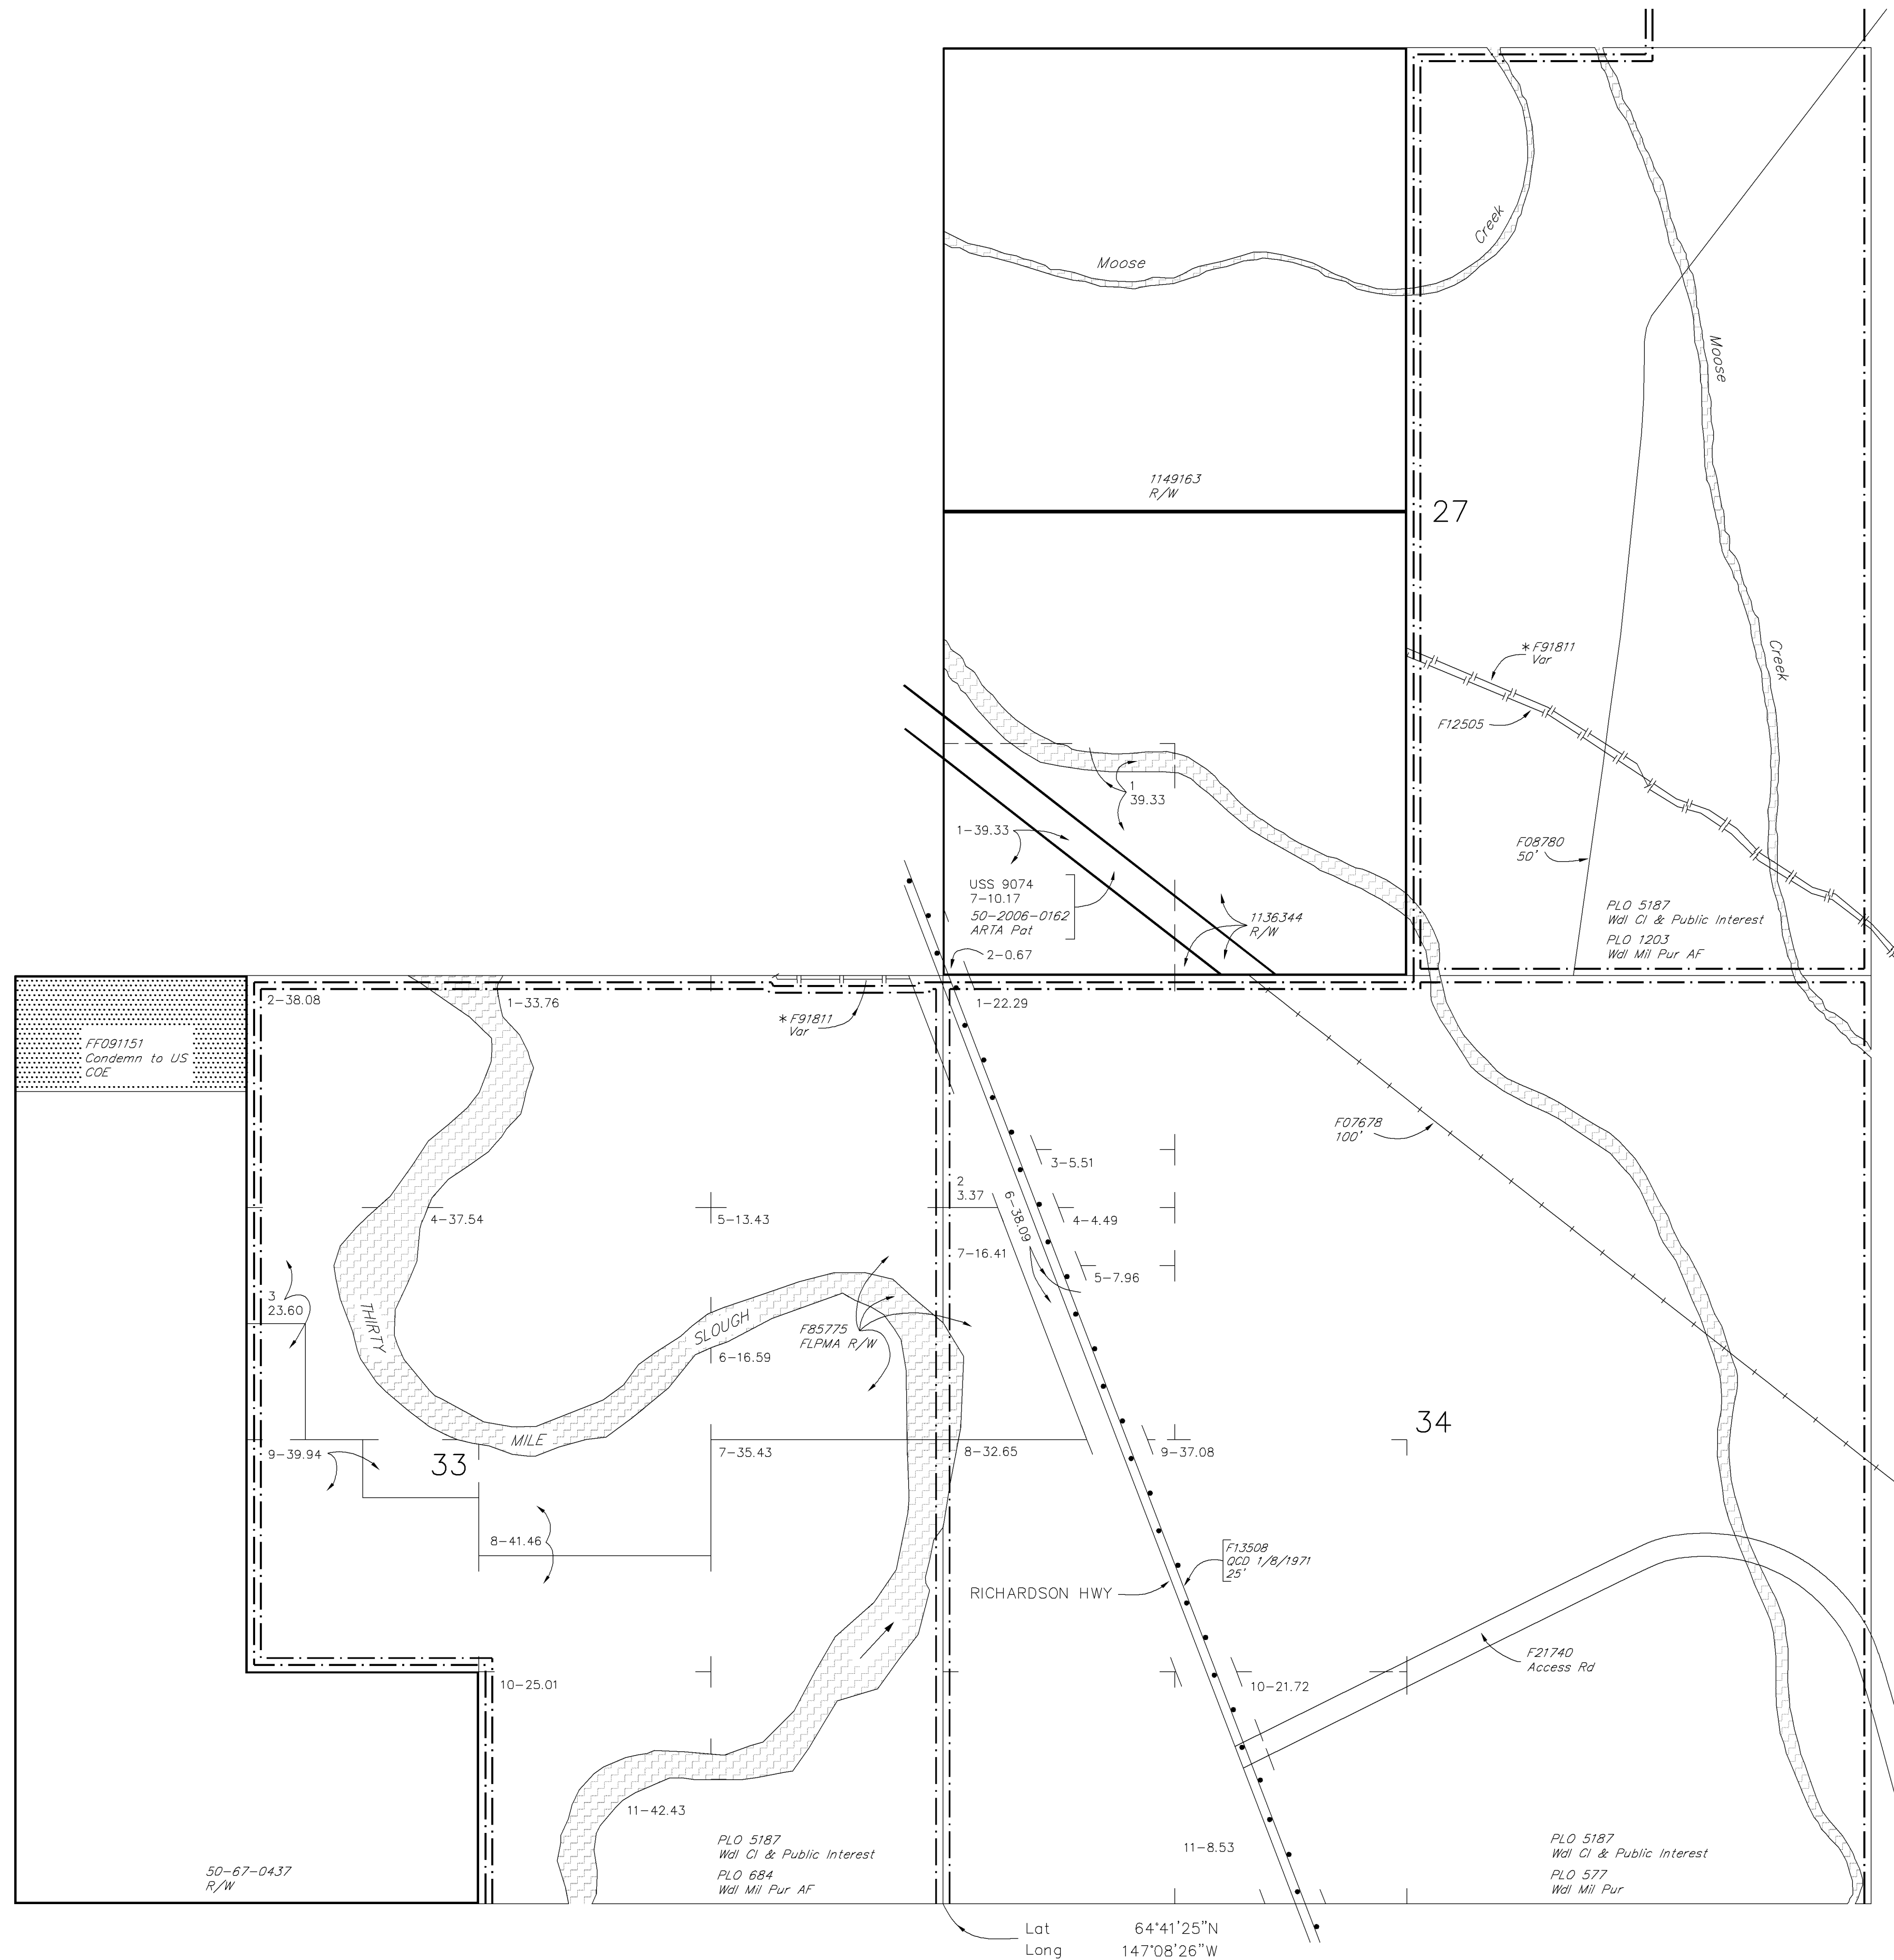 Creek
Moose
Moose
1149163
R/W
27
Creek
* F91811
Var
F12505
1
39.33
1-39.33
F08780
50'
USS 9074
7-10.17
50-2006-0162
ARTA Pat
1136344
R/W
PLO 5187
Wdl Cl & Public Interest
PLO 1203
Wdl Mil Pur AF
2-0.67
2-38.08
1-33.76
* F91811
Var
1-22.29
FF091151
Condemn to US
COE
F07678
100'
3-5.51
2
3.37
6-38.09
4-37.54
5-13.43
4-4.49
7-16.41
5-7.96
3
23.60
THIRTY
SLOUGH
F85775
FLPMA R/W
6-16.59
MILE
34
9-39.94
33
7-35.43
8-32.65
9-37.08
8-41.46
F13508
QCD 1/8/1971
25'
RICHARDSON HWY
F21740
Access Rd
10-25.01
10-21.72
11-42.43
11-8.53
PLO 5187
Wdl Cl & Public Interest
PLO 684
Wdl Mil Pur AF
PLO 5187
Wdl Cl & Public Interest
PLO 577
Wdl Mil Pur
50-67-0437
R/W
Lat 64°41'25"N
Long 147°08'26"W